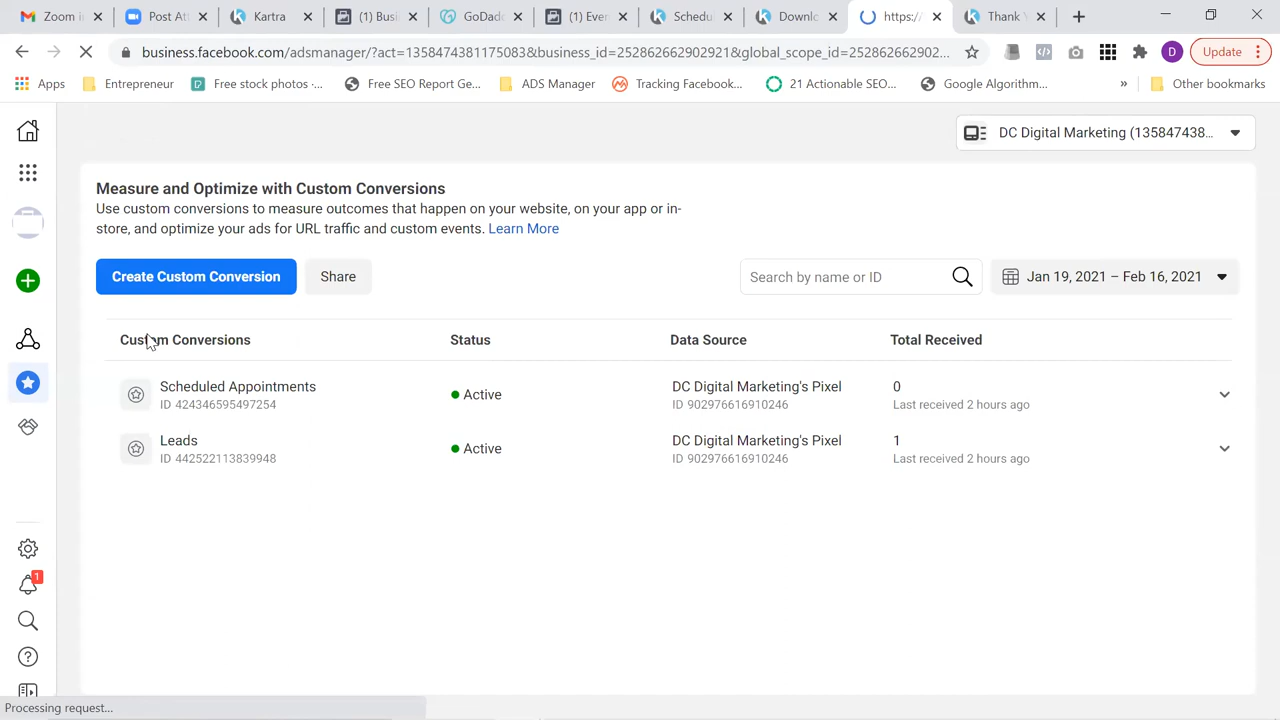 Zoom in
Post Att
Kartra
(1) Busi
GoDadd
(1) Ever
Schedu
Downlo
https:/
Thank Y
business.facebook.com/adsmanager/?act=1358474381175083&business_id=252862662902921&global_scope_id=252862662902...
D
Update
Apps
Entrepreneur
Free stock photos ·...
Free SEO Report Ge...
ADS Manager
Tracking Facebook...
21 Actionable SEO...
Google Algorithm...
»
Other bookmarks
DC Digital Marketing (135847438...
Measure and Optimize with Custom Conversions
Use custom conversions to measure outcomes that happen on your website, on your app or in-
store, and optimize your ads for URL traffic and custom events. Learn More
Create Custom Conversion
Share
Search by name or ID
Jan 19, 2021 – Feb 16, 2021
Custom Conversions
Status
Data Source
Total Received
Scheduled Appointments
ID 424346595497254
Active
DC Digital Marketing's Pixel
ID 902976616910246
0
Last received 2 hours ago
Leads
ID 442522113839948
Active
DC Digital Marketing's Pixel
ID 902976616910246
1
Last received 2 hours ago
1
Processing request...